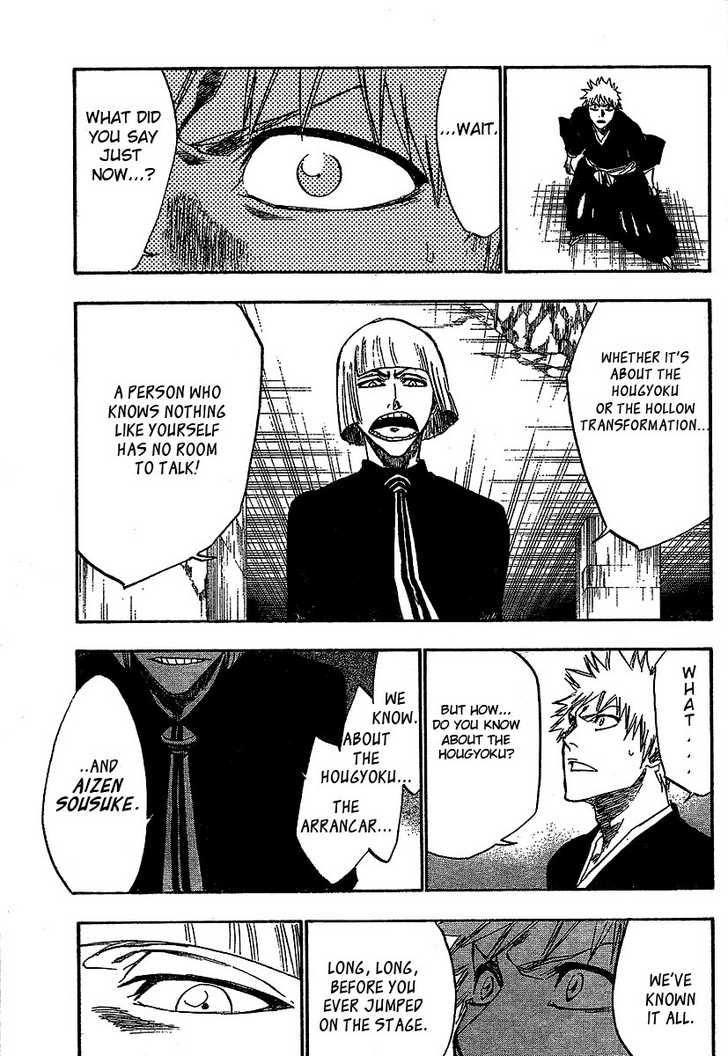 ...WAIT.
WHAT DID
YOU SAY
JUST
NOW...?
WHETHER IT'S
ABOUT THE
HOUGYOKU
OR THE HOLLOW
TRANSFORMATION...
A PERSON WHO
KNOWS NOTHING
LIKE YOURSELF
HAS NO ROOM
TO TALK!
WHAT...
BUT HOW...
DO YOU KNOW
ABOUT THE
HOUGYOKU?
WE
KNOW.
ABOUT
THE
HOUGYOKU...
THE
ARRANCAR...
..AND
AIZEN
SOUSUKE.
WE'VE
KNOWN
IT ALL.
LONG, LONG,
BEFORE YOU
EVER JUMPED
ON THE STAGE.